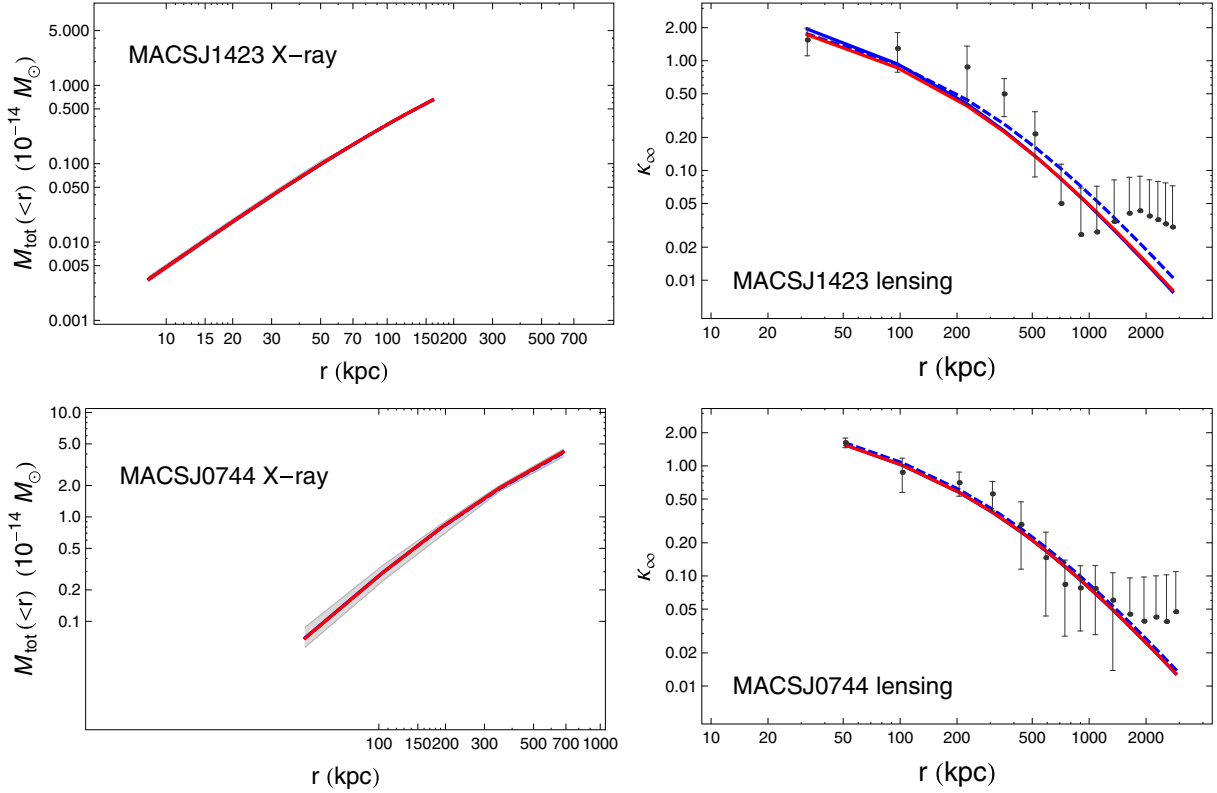 MACSJ1423 X−ray
M_tot(<r) (10^−14 M_⊙)
5.000
1.000
0.500
0.100
0.050
0.010
0.005
0.001
10 15 20 30 50 70 100 150 200 300 500 700
r (kpc)
MACSJ1423 lensing
κ_∞
2.00
1.00
0.50
0.20
0.10
0.05
0.02
0.01
10 20 50 100 200 500 1000 2000
r (kpc)
MACSJ0744 X−ray
M_tot(<r) (10^−14 M_⊙)
10.0
5.0
2.0
1.0
0.5
0.2
0.1
100 150 200 300 500 700 1000
r (kpc)
MACSJ0744 lensing
κ_∞
2.00
1.00
0.50
0.20
0.10
0.05
0.02
0.01
10 20 50 100 200 500 1000 2000
r (kpc)